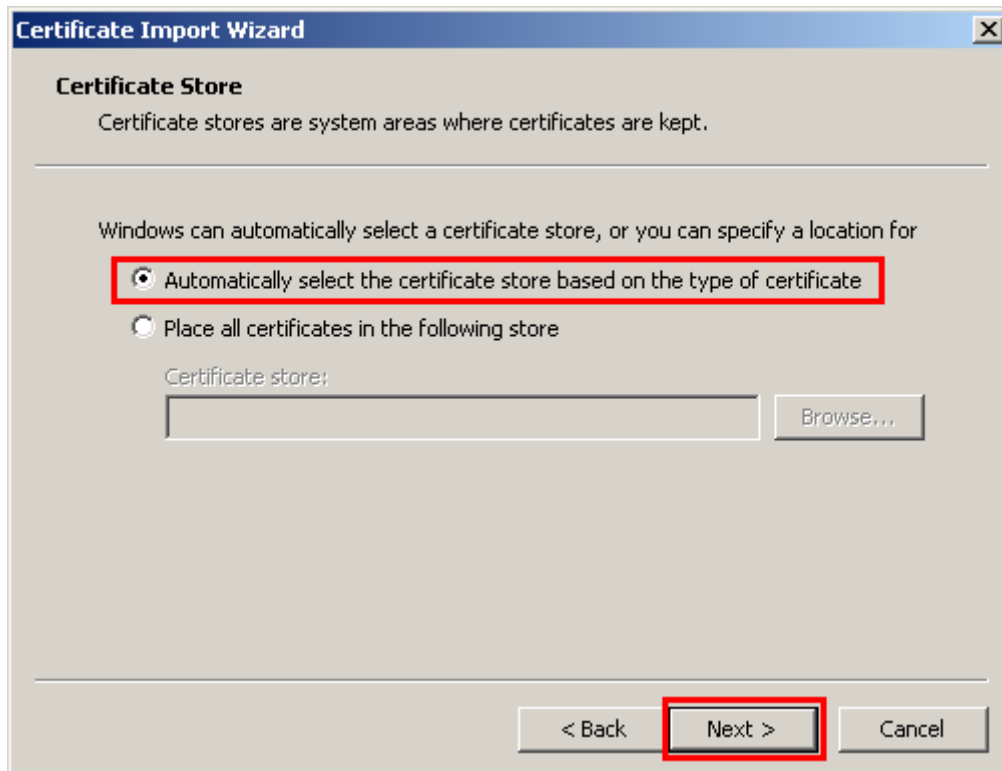 Certificate Import Wizard
Certificate Store
Certificate stores are system areas where certificates are kept.
Windows can automatically select a certificate store, or you can specify a location for
Automatically select the certificate store based on the type of certificate
Place all certificates in the following store
Certificate store:
Browse...
< Back Next > Cancel